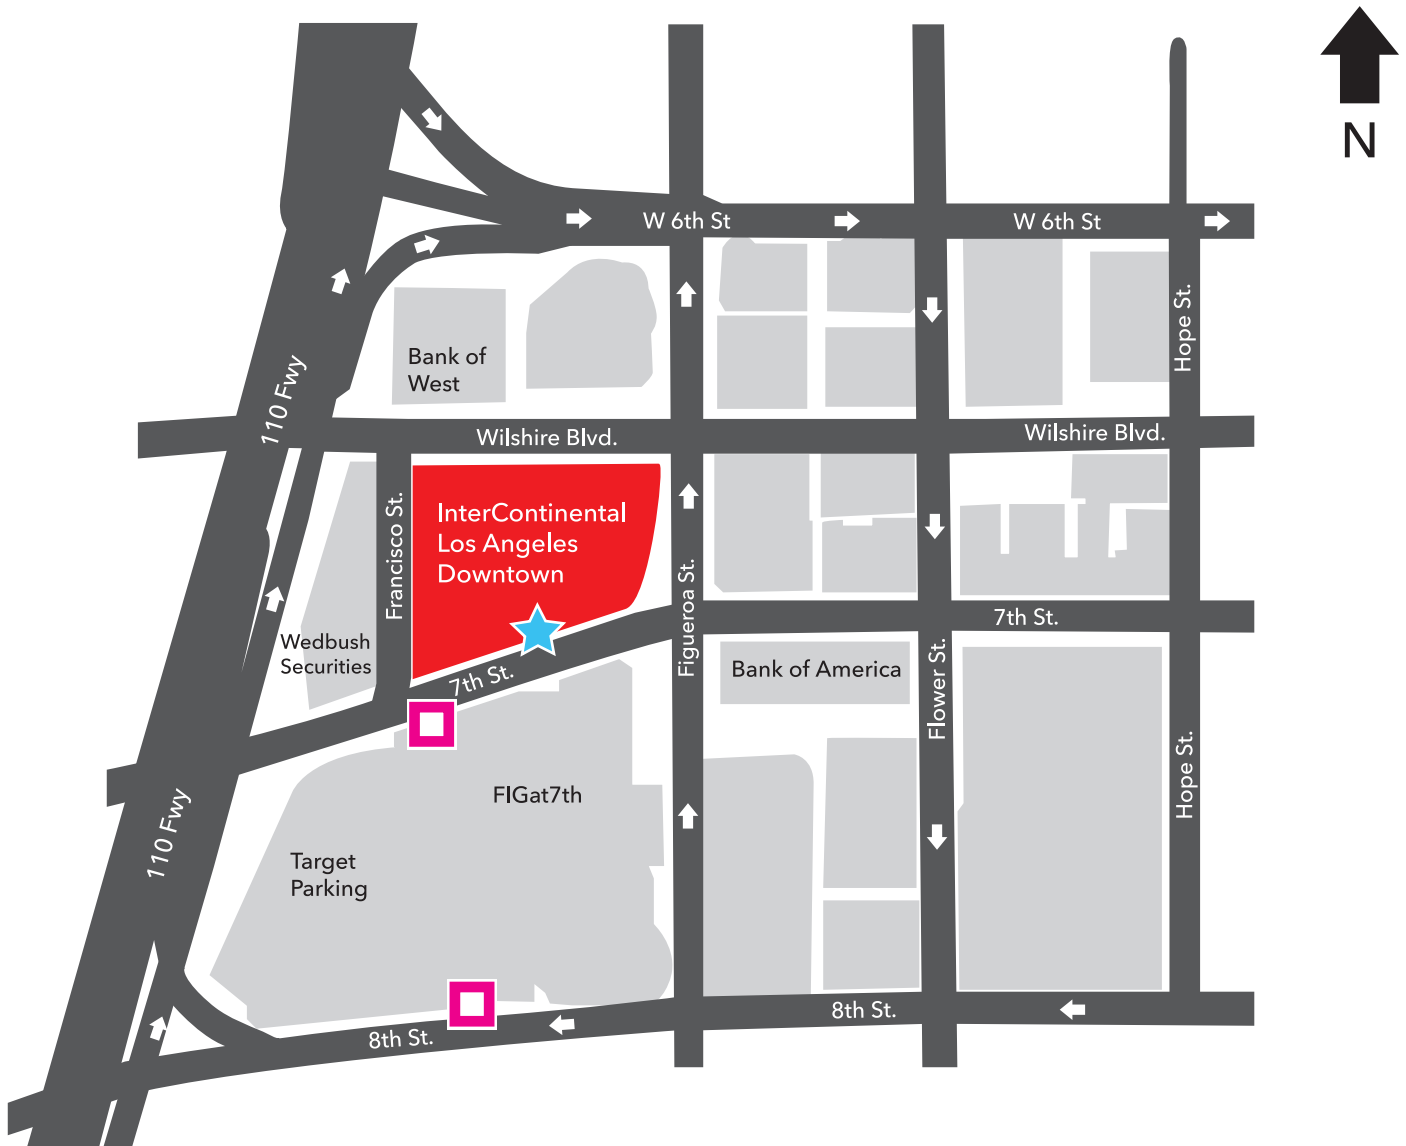 N
W 6th St
W 6th St
Hope St.
Bank of
West
110 Fwy
Wilshire Blvd.
Wilshire Blvd.
InterContinental
Los Angeles
Downtown
Francisco St.
Figueroa St.
7th St.
Wedbush
Securities
7th St.
Bank of America
Flower St.
Hope St.
FIGat7th
110 Fwy
Target
Parking
8th St.
8th St.